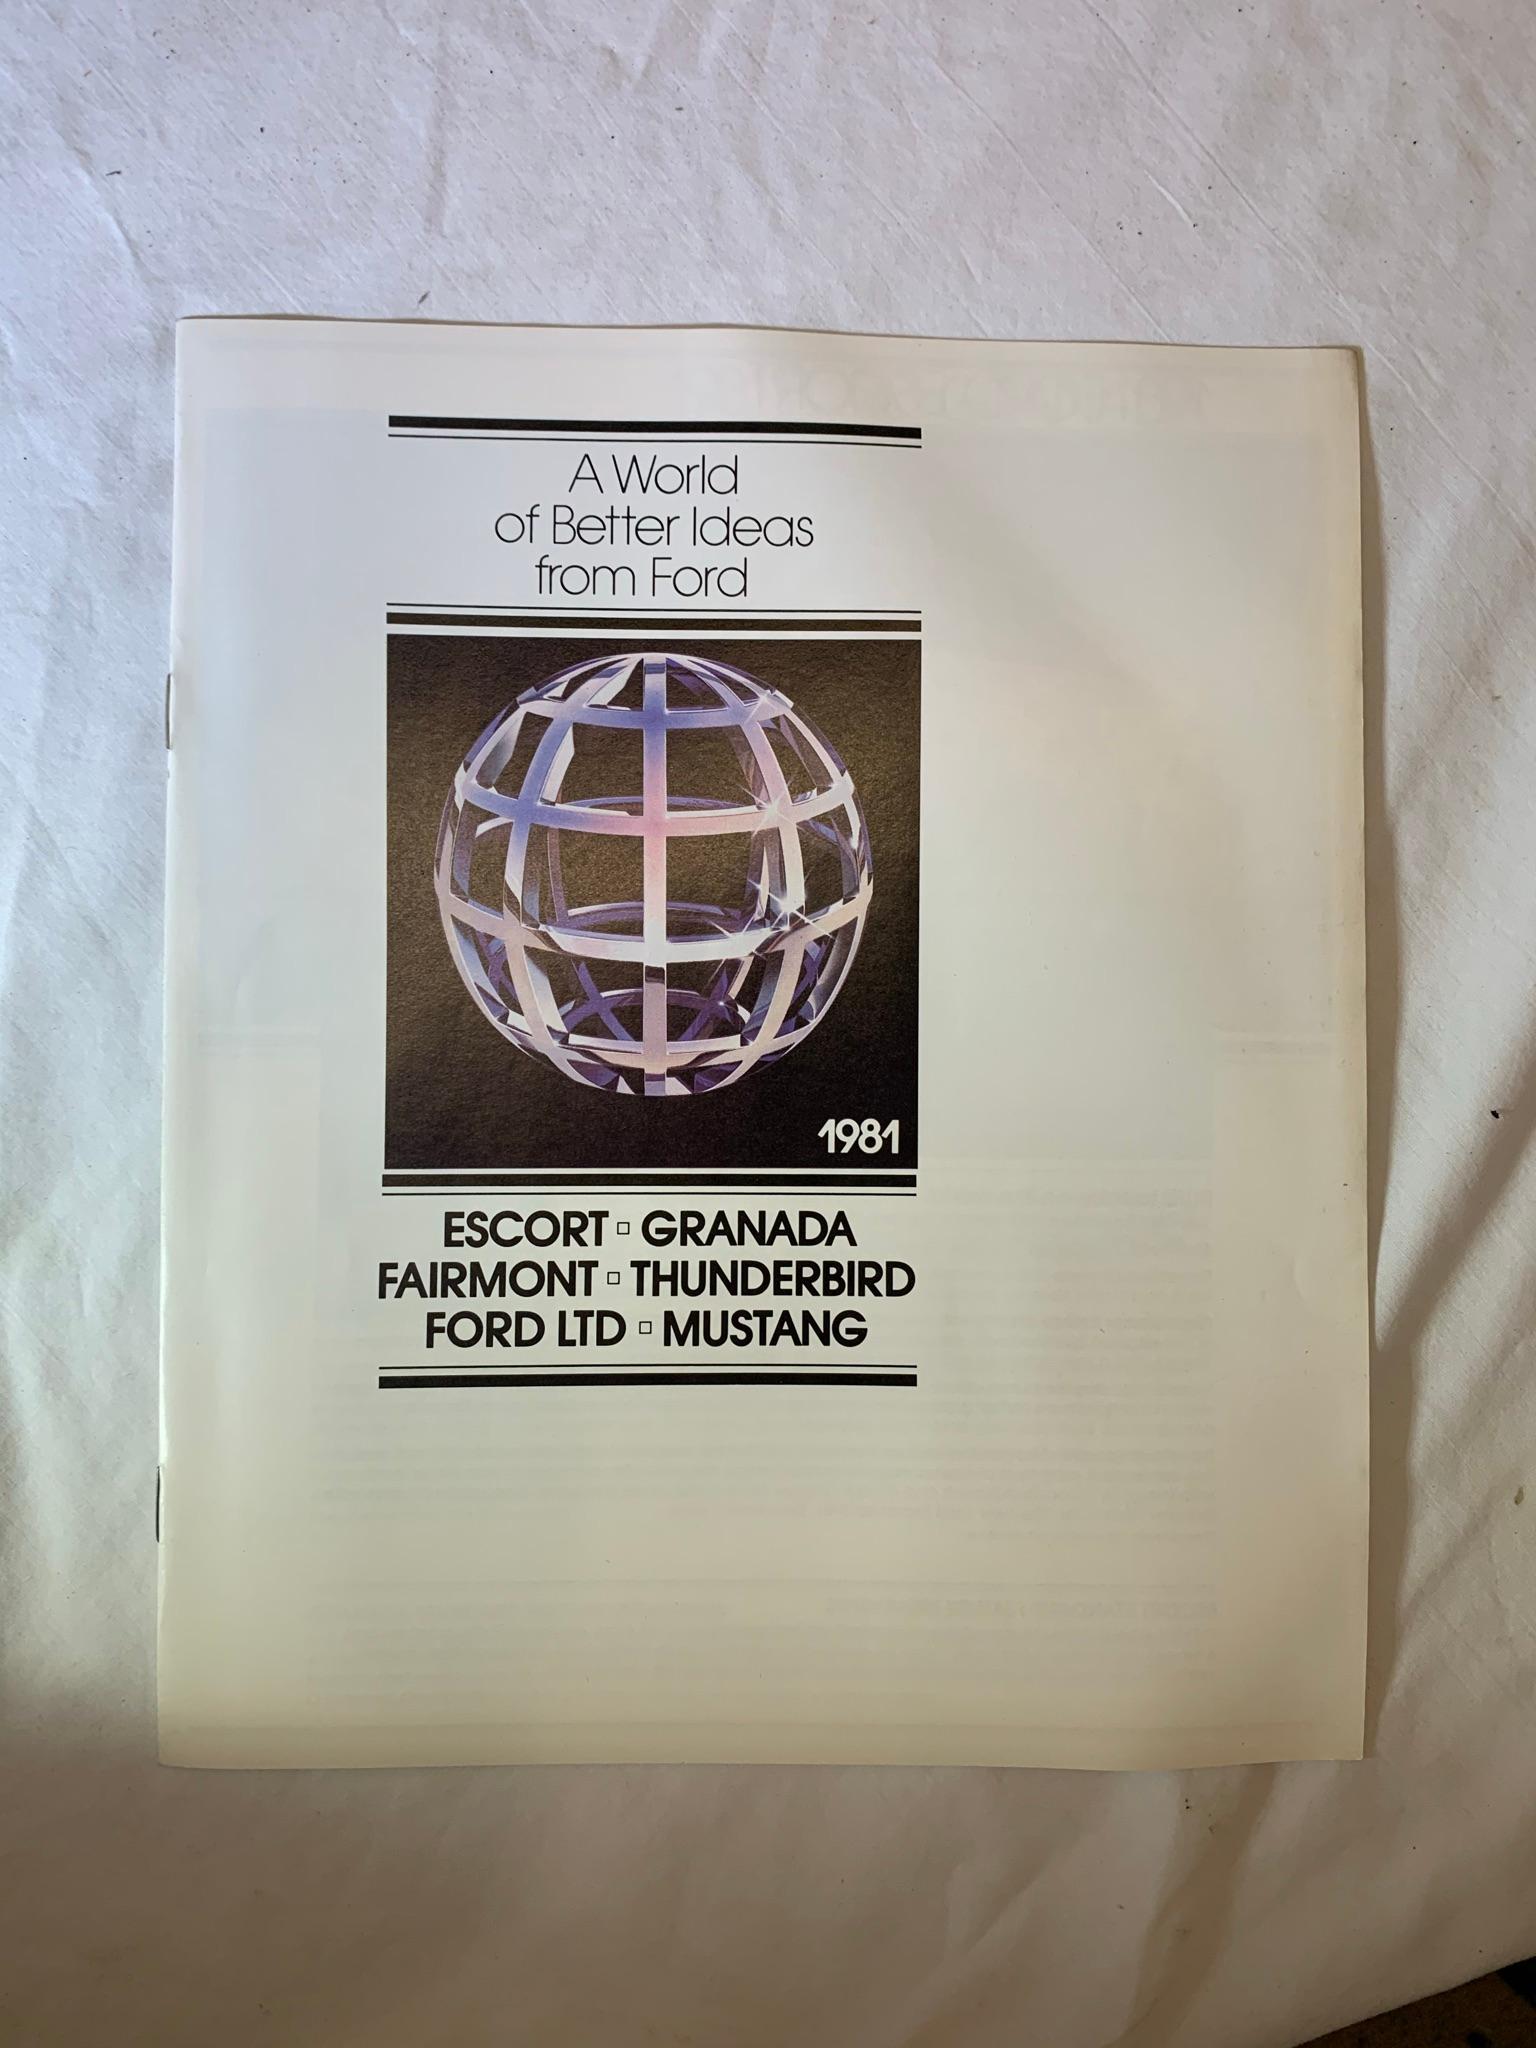 A World
of Better Ideas
from Ford
1981
ESCORT ▫ GRANADA
FAIRMONT ▫ THUNDERBIRD
FORD LTD ▫ MUSTANG